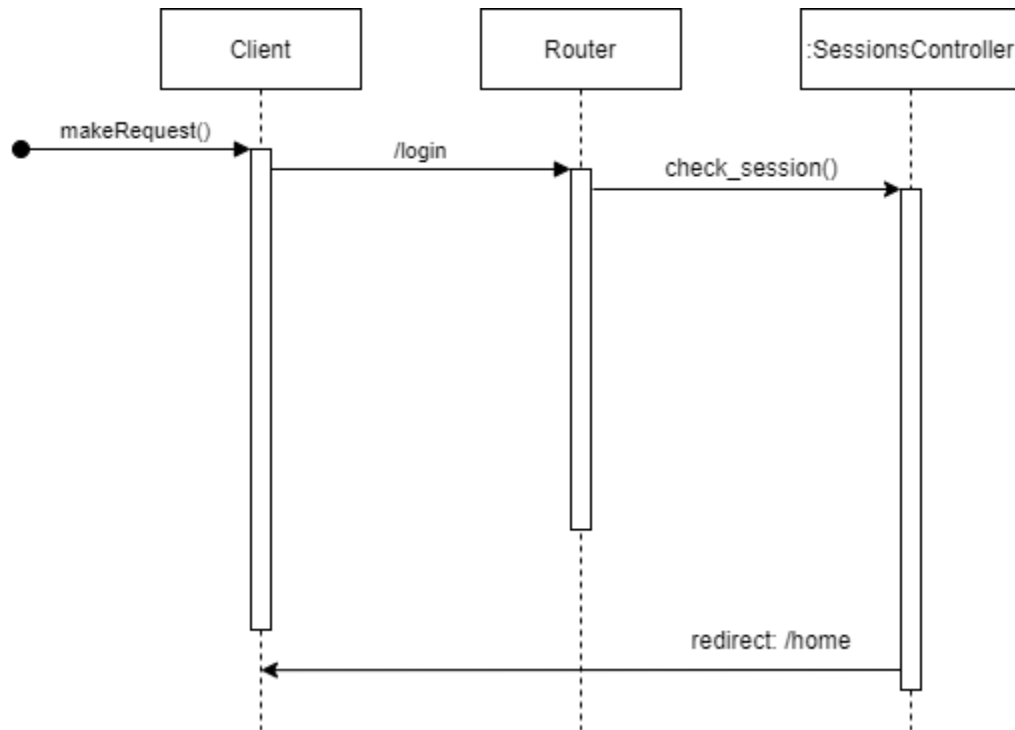 Client
Router
:SessionsController
makeRequest()
/login
check_session()
redirect: /home